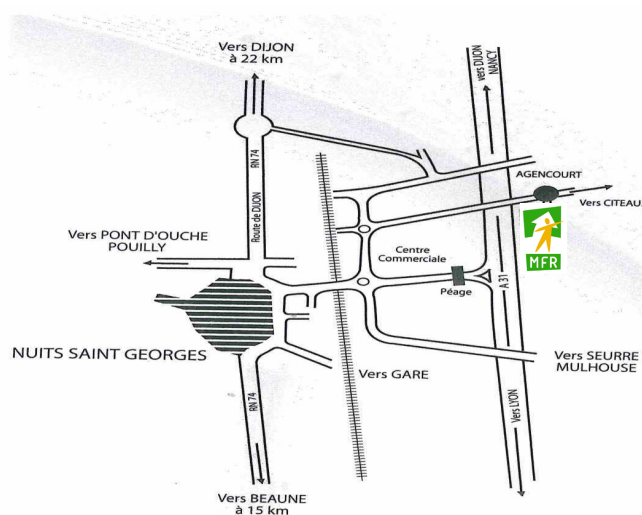 Vers DIJON
à 22 km
vers DIJON
NANCY
RN 74
Route de DIJON
AGENCOURT
Vers CITEAU
MFR
Vers PONT D'OUCHE
POUILLY
Centre
Commerciale
Péage
A 31
NUITS SAINT GEORGES
Vers GARE
Vers SEURRE
MULHOUSE
RN 74
Vers LYON
Vers BEAUNE
à 15 km